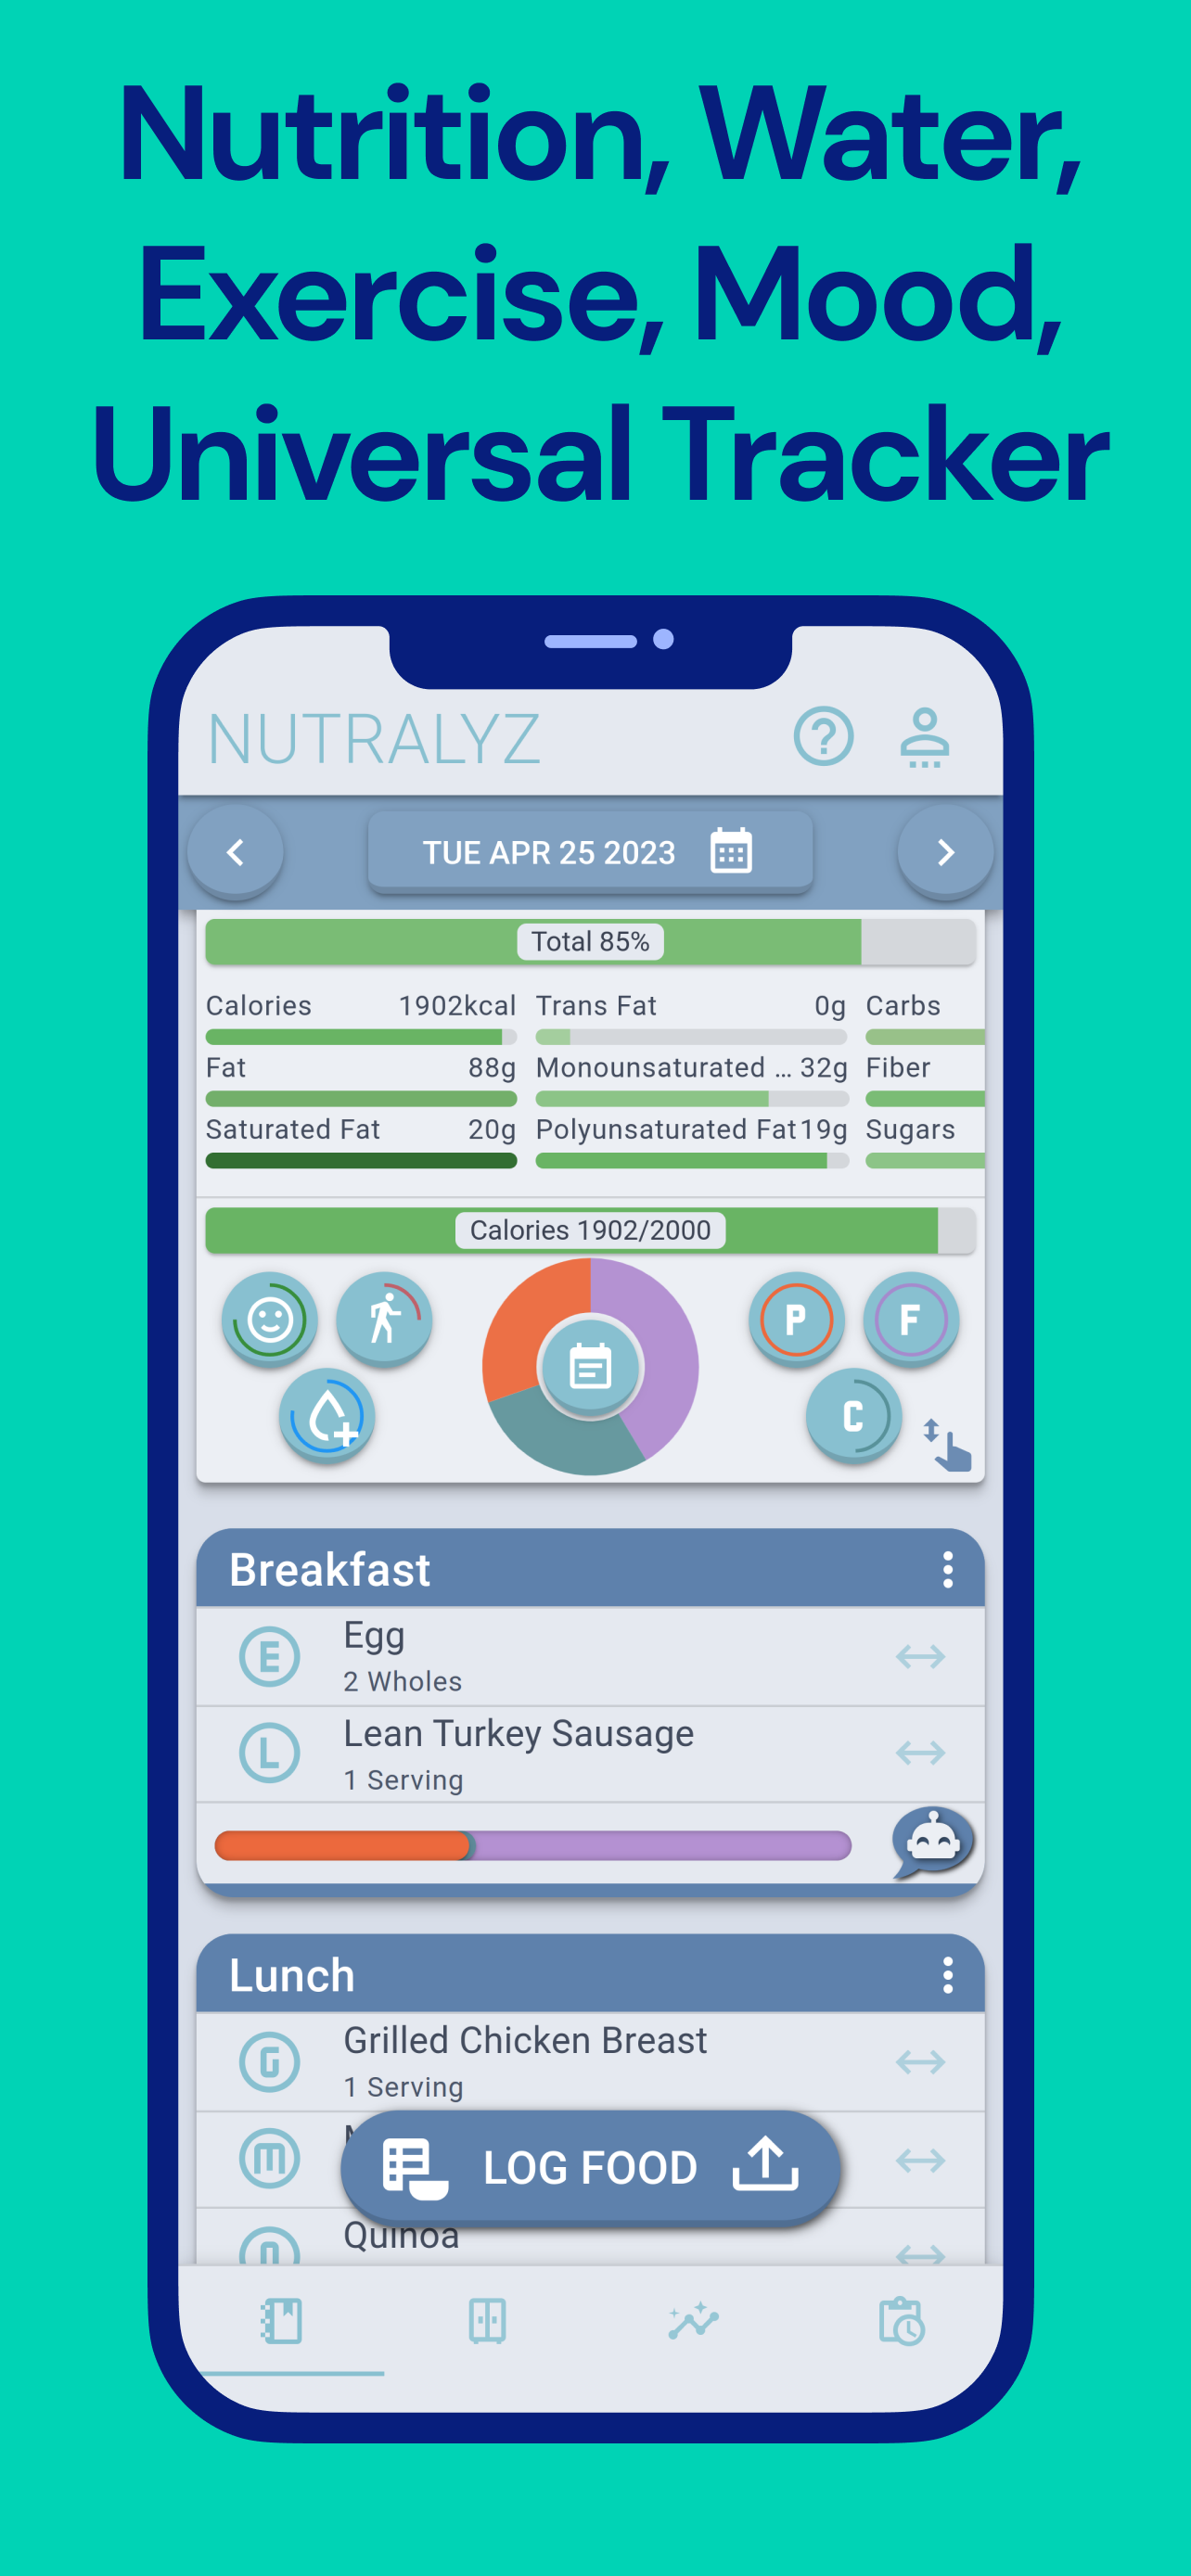 Nutrition, Water,
Exercise, Mood,
Universal Tracker
NUTRALYZ
TUE APR 25 2023
Total 85%
Calories 1902kcal Trans Fat 0g Carbs
Fat 88g Monounsaturated ... 32g Fiber
Saturated Fat 20g Polyunsaturated Fat 19g Sugars
Calories 1902/2000
P F
C
Breakfast
E Egg
2 Wholes
L Lean Turkey Sausage
1 Serving
Lunch
G Grilled Chicken Breast
1 Serving
M
LOG FOOD
Quinoa